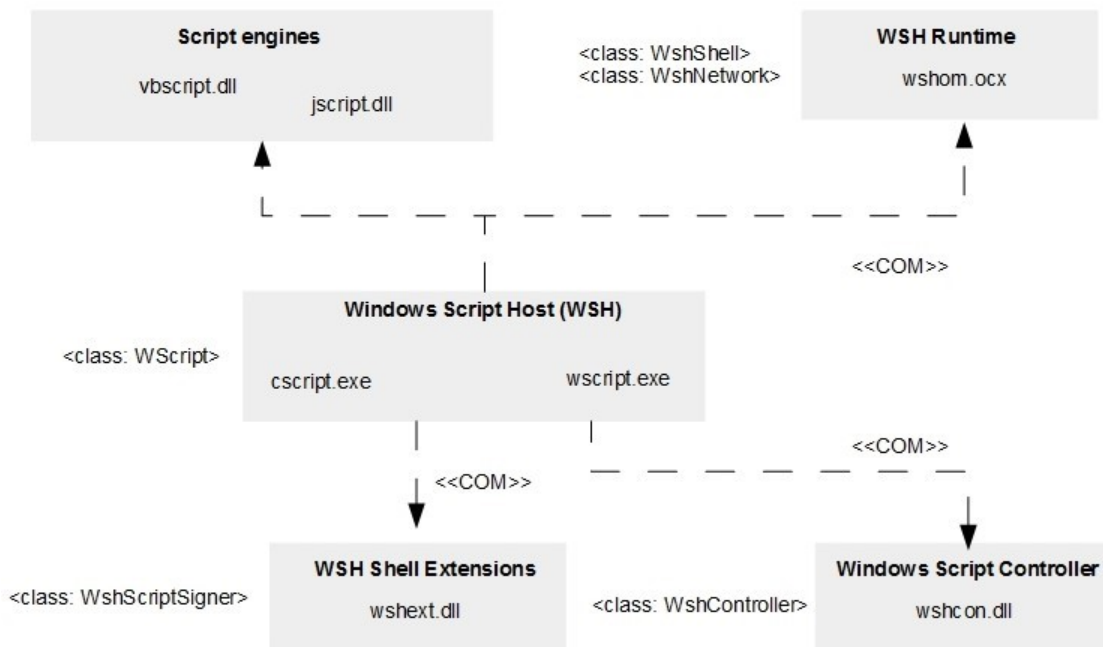 Script engines
vbscript.dll
jscript.dll
<class: WshShell>
<class: WshNetwork>
WSH Runtime
wshom.ocx
<<COM>>
Windows Script Host (WSH)
<class: WScript>
cscript.exe
wscript.exe
<<COM>>
<<COM>>
WSH Shell Extensions
<class: WshScriptSigner>
wshext.dll
Windows Script Controller
<class: WshController>
wshcon.dll